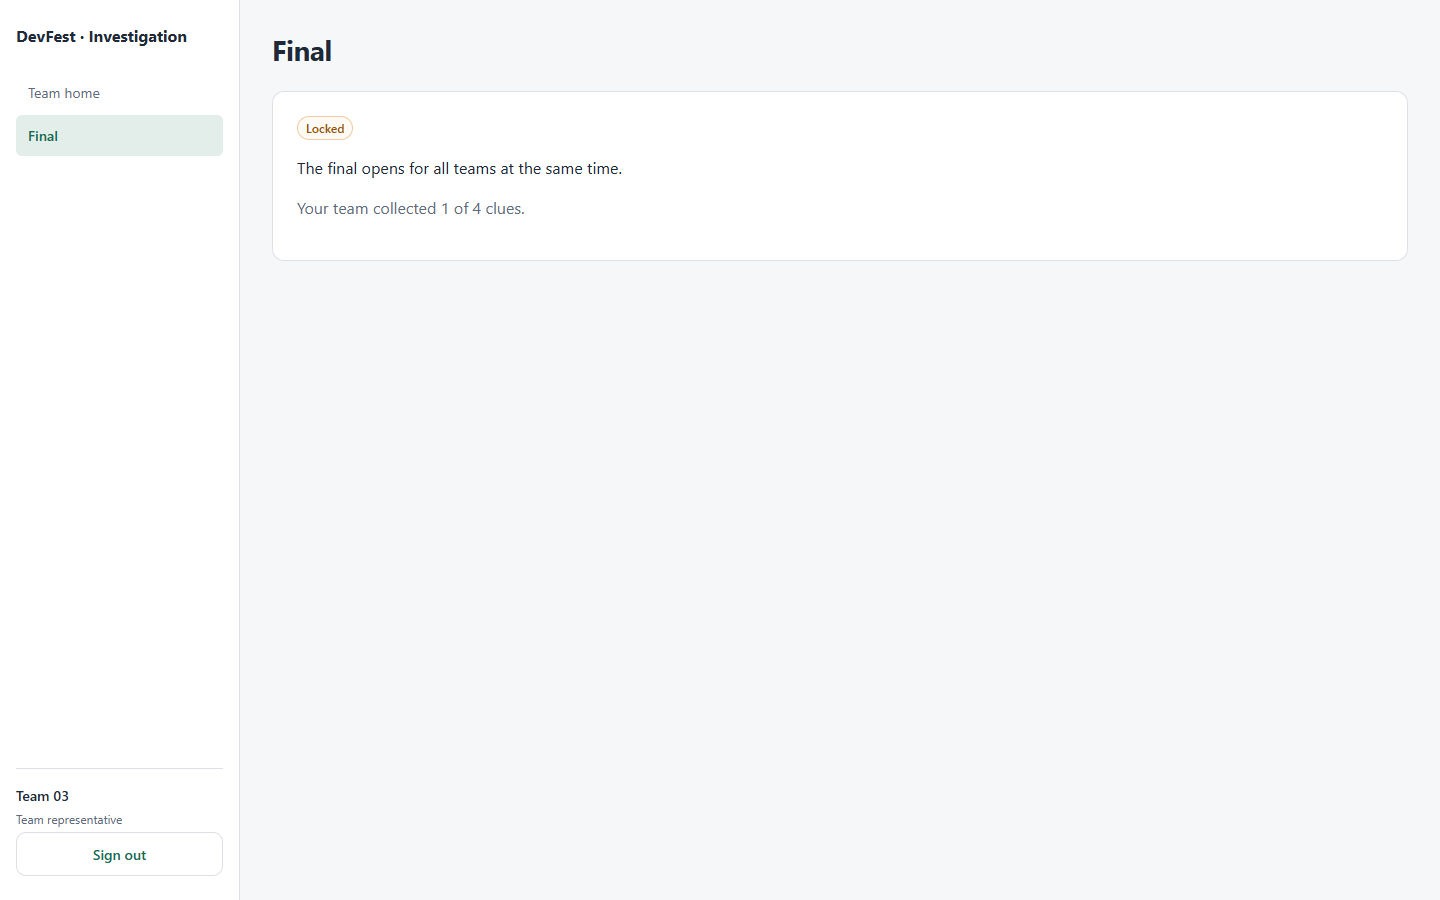 DevFest · Investigation
Team home
Final
Team 03
Team representative
Sign out
Final
Locked
The final opens for all teams at the same time.
Your team collected 1 of 4 clues.